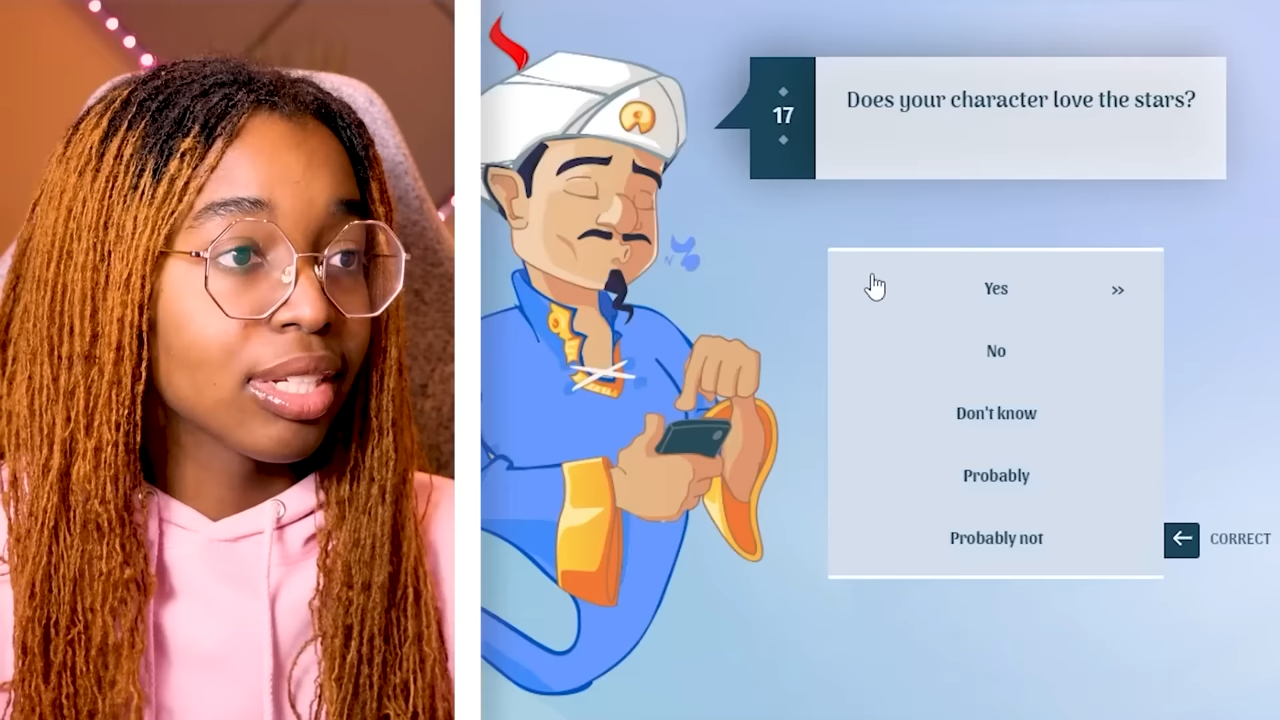 17
Does your character love the stars?
Yes
No
Don't know
Probably
Probably not
CORRECT